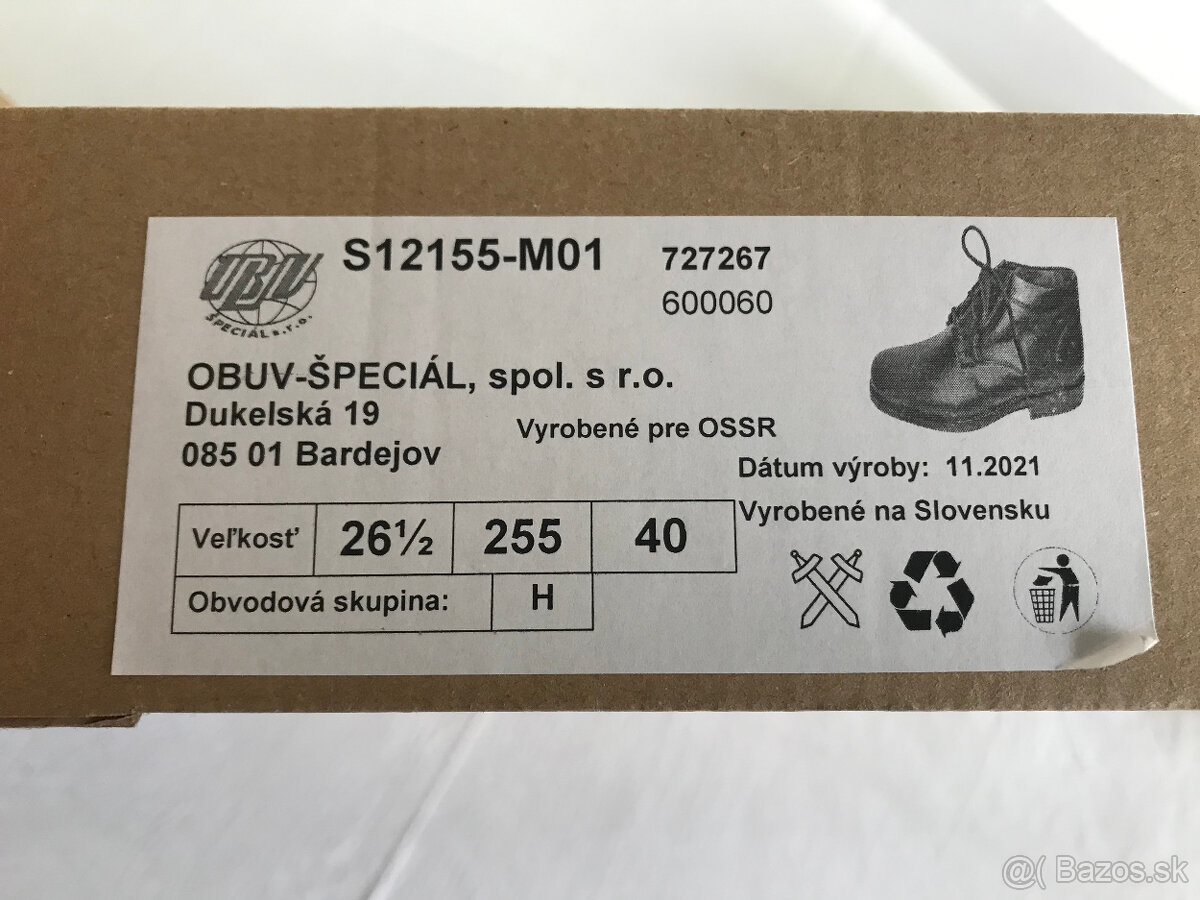 OBUV
ŠPECIÁL s.r.o.
S12155-M01
727267
600060
OBUV-ŠPECIÁL, spol. s r.o.
Dukelská 19
Vyrobené pre OSSR
085 01 Bardejov
Dátum výroby: 11.2021
Vyrobené na Slovensku
Veľkosť 26½ 255 40
Obvodová skupina: H
@( Bazos.sk